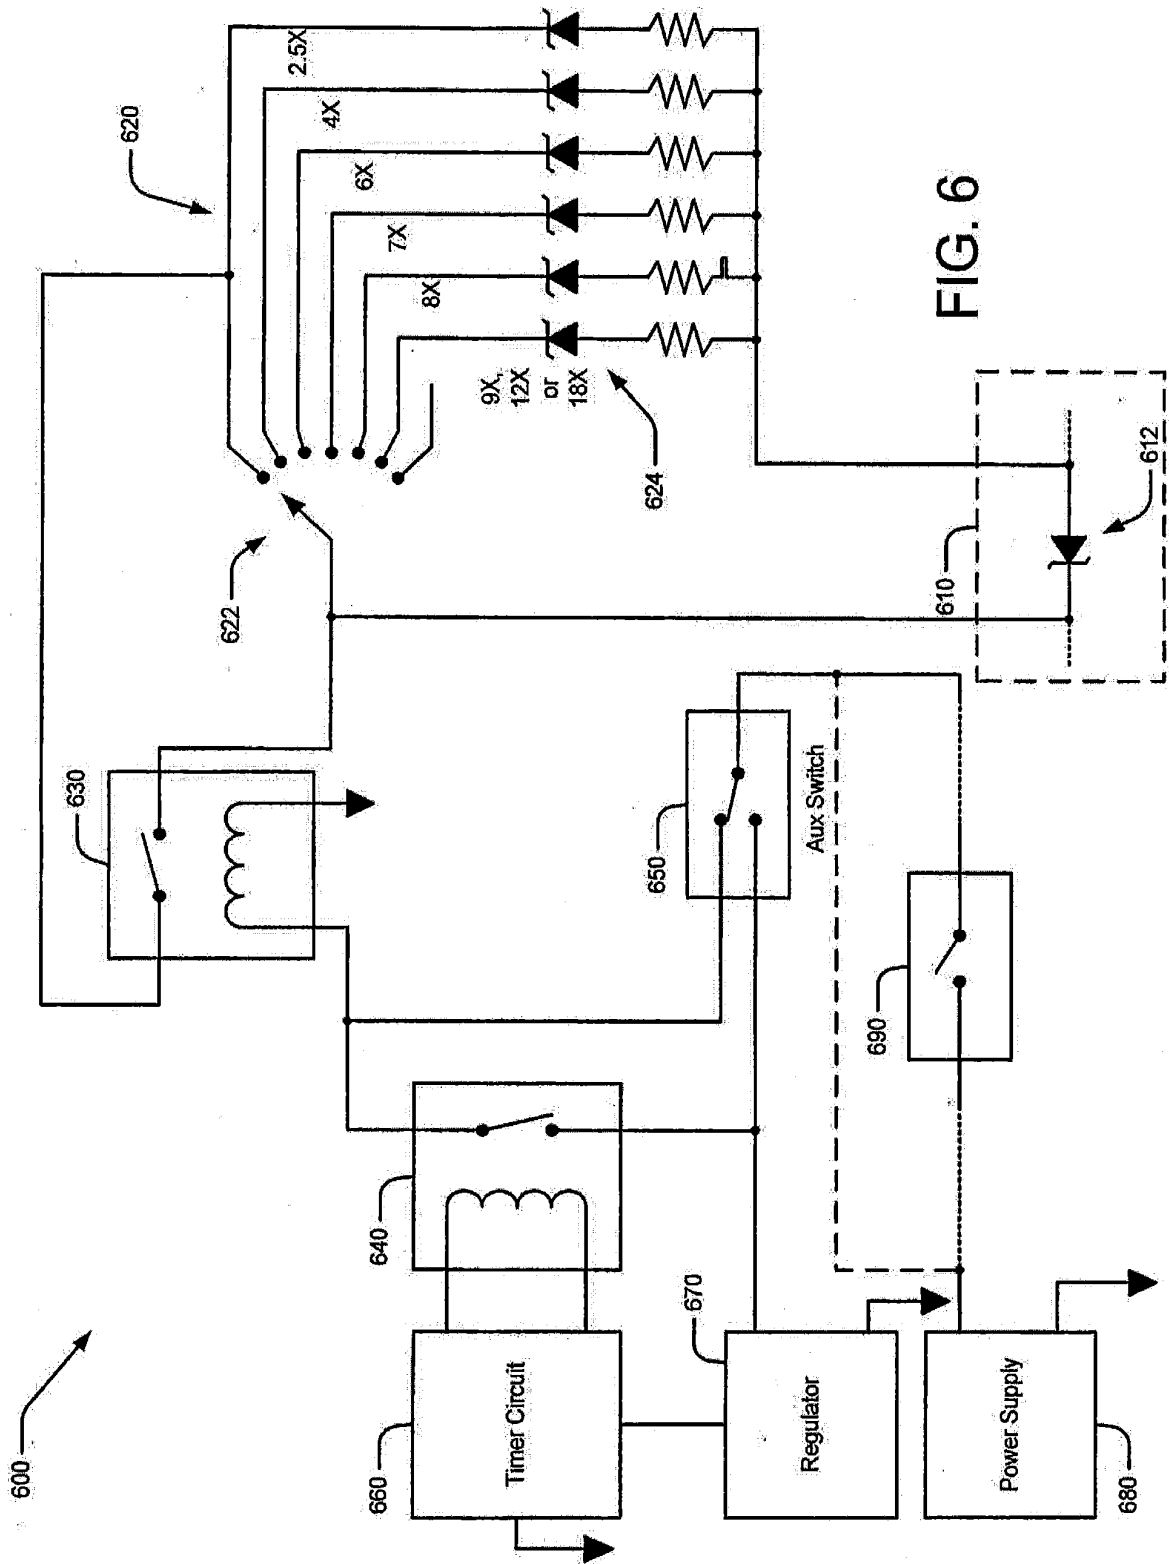 600
620
2.5X
4X
6X
7X
8X
9X,
12X
or
18X
622
624
630
610
612
650
Aux Switch
690
640
660
Timer Circuit
670
Regulator
Power Supply
680
FIG. 6